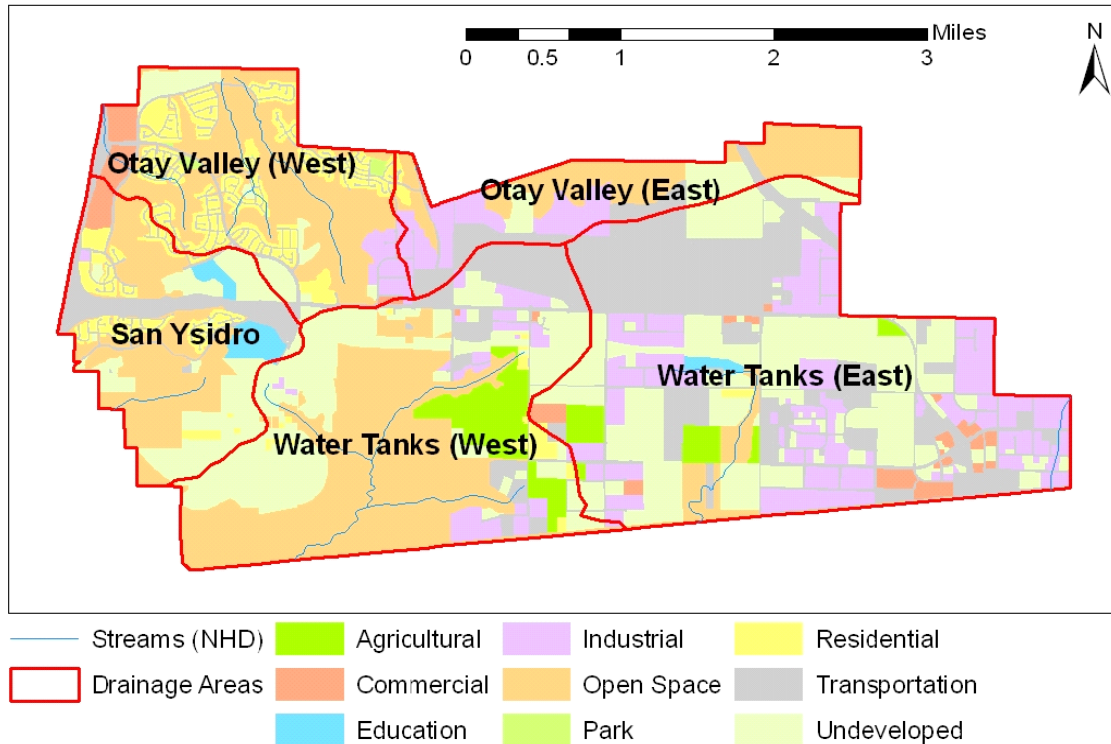 Miles
N
0 0.5 1 2 3
Otay Valley (West)
Otay Valley (East)
San Ysidro
Water Tanks (East)
Water Tanks (West)
Streams (NHD) Agricultural Industrial Residential
Drainage Areas Commercial Open Space Transportation
Education Park Undeveloped